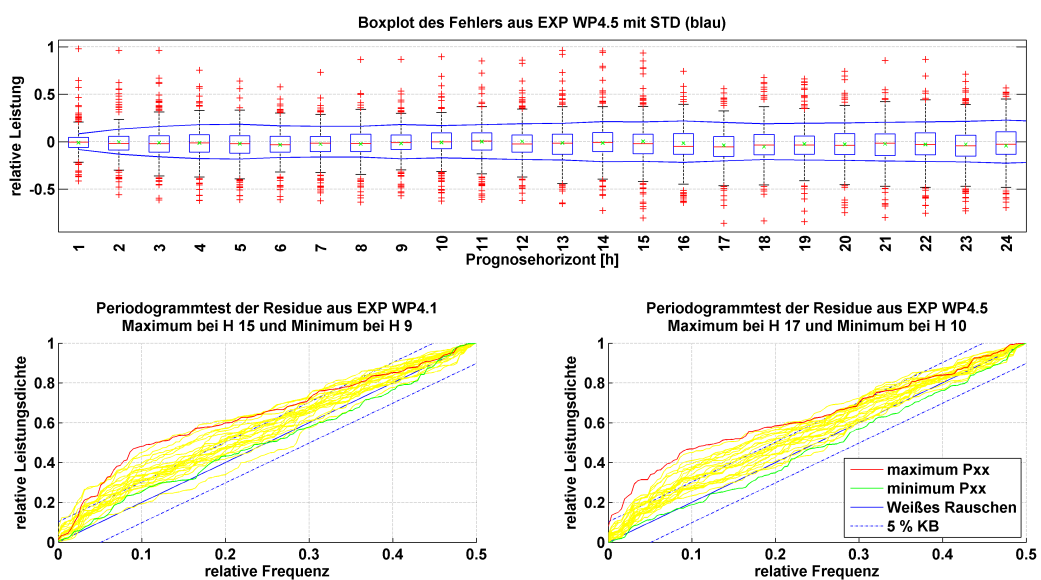 Boxplot des Fehlers aus EXP WP4.5 mit STD (blau)
relative Leistung
1
0.5
0
-0.5
1 2 3 4 5 6 7 8 9 10 11 12 13 14 15 16 17 18 19 20 21 22 23 24
Prognosehorizont [h]
Periodogrammtest der Residue aus EXP WP4.1
Maximum bei H 15 und Minimum bei H 9
relative Leistungsdichte
1
0.8
0.6
0.4
0.2
0
0 0.1 0.2 0.3 0.4 0.5
relative Frequenz
Periodogrammtest der Residue aus EXP WP4.5
Maximum bei H 17 und Minimum bei H 10
relative Leistungsdichte
1
0.8
0.6
0.4
0.2
0
0 0.1 0.2 0.3 0.4 0.5
relative Frequenz
maximum Pxx
minimum Pxx
Weißes Rauschen
5 % KB